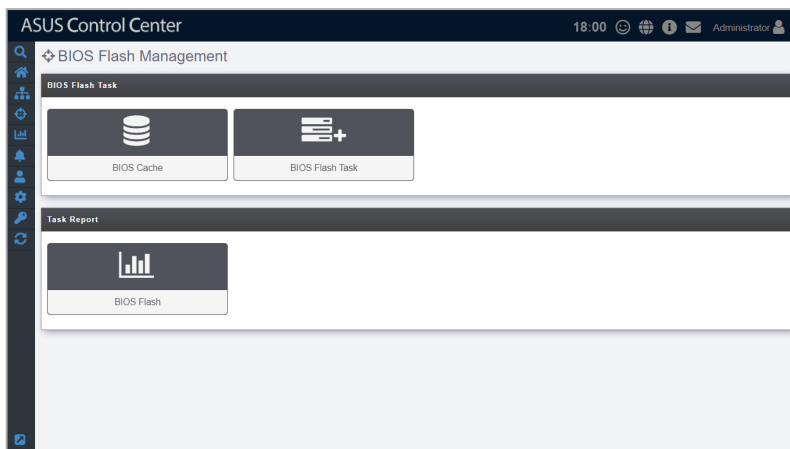 ASUS Control Center
18:00
Administrator
BIOS Flash Management
BIOS Flash Task
BIOS Cache
BIOS Flash Task
Task Report
BIOS Flash